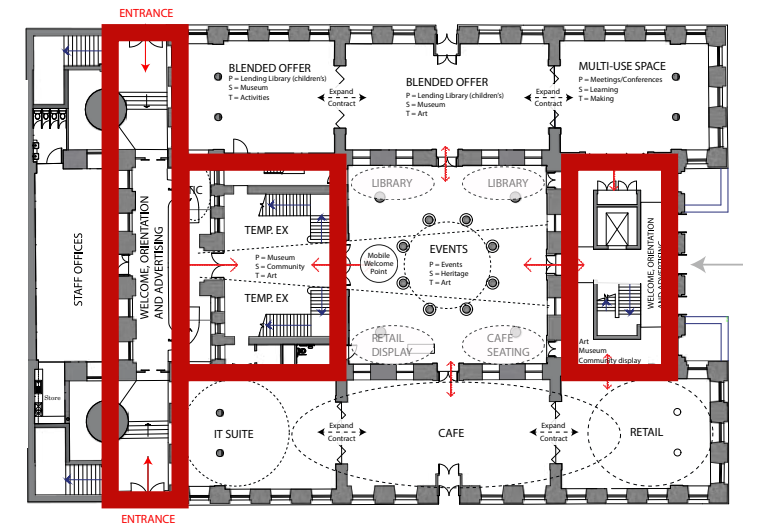 ENTRANCE
BLENDED OFFER
P = Lending Library (children's)
S = Museum
T = Activities
Expand
Contract
BLENDED OFFER
P = Lending Library (children's)
S = Museum
T = Art
Expand
Contract
MULTI-USE SPACE
P = Meetings/Conferences
S = Learning
T = Making
STAFF OFFICES
WELCOME, ORIENTATION
AND ADVERTISING
TEMP. EX
P = Museum
S = Community
T = Art
TEMP. EX
LIBRARY
LIBRARY
Mobile
Welcome
Point
EVENTS
P = Events
S = Heritage
T = Art
RETAIL
DISPLAY
CAFE
SEATING
WELCOME, ORIENTATION
AND ADVERTISING
Art
Museum
Community display
Store
IT SUITE
Expand
Contract
CAFE
Expand
Contract
RETAIL
ENTRANCE